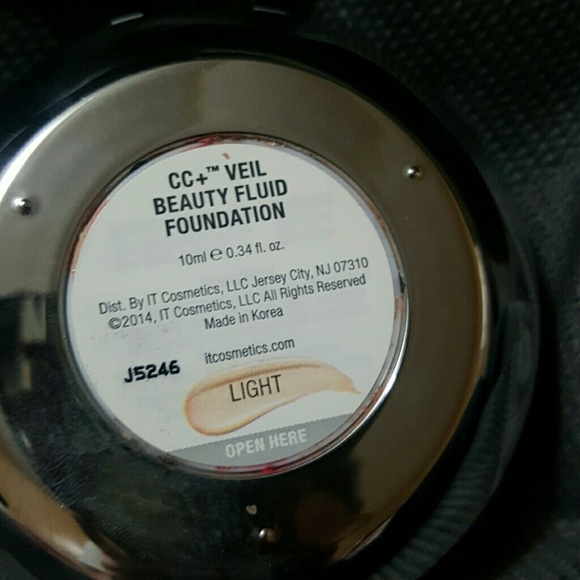 CC+™ VEIL
BEAUTY FLUID
FOUNDATION
10ml ℮ 0.34 fl. oz.
Dist. By IT Cosmetics, LLC Jersey City, NJ 07310
©2014, IT Cosmetics, LLC All Rights Reserved
Made in Korea
J5246
itcosmetics.com
LIGHT
OPEN HERE